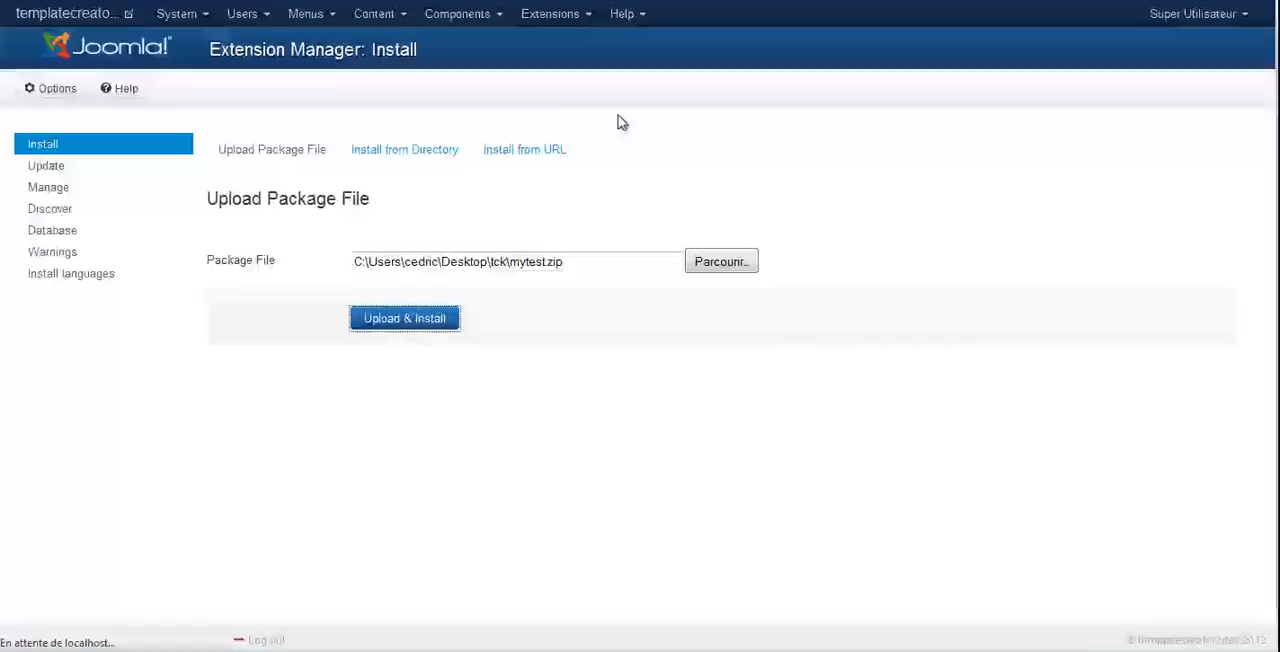 templatecreato... System Users Menus Content Components Extensions Help Super Utilisateur
Joomla! Extension Manager: Install
Options Help
Install
Update
Manage
Discover
Database
Warnings
Install languages
Upload Package File Install from Directory Install from URL
Upload Package File
Package File C:\Users\cedric\Desktop\tck\mytest.zip Parcourir...
Upload & Install
En attente de localhost... Log out